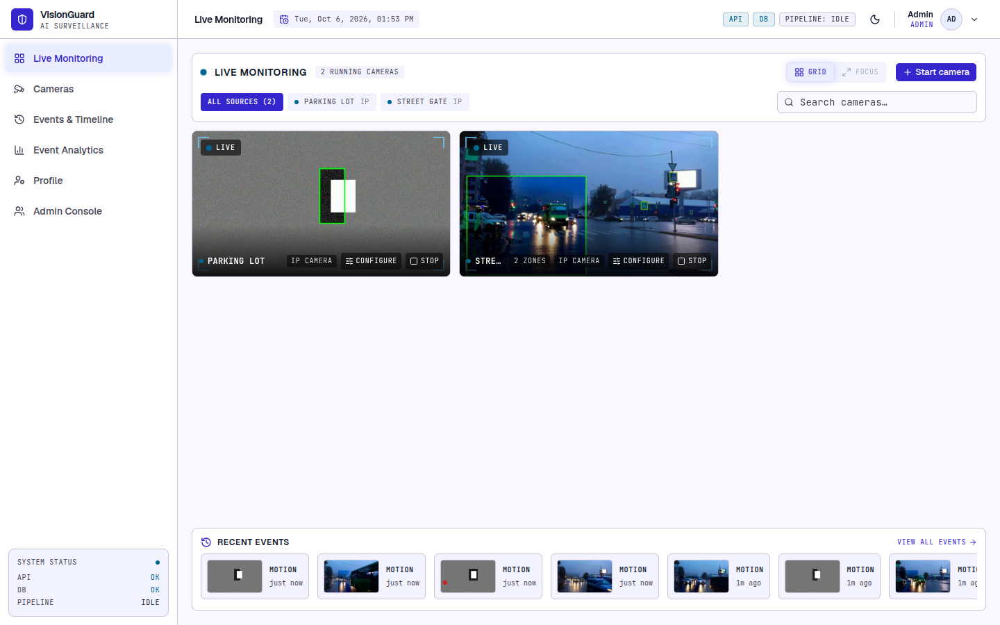 VisionGuard
AI SURVEILLANCE
Live Monitoring
Cameras
Events & Timeline
Event Analytics
Profile
Admin Console
SYSTEM STATUS
API OK
DB OK
PIPELINE IDLE
Live Monitoring
Tue, Oct 6, 2026, 01:53 PM
API
DB
PIPELINE: IDLE
Admin
ADMIN
AD
LIVE MONITORING
2 RUNNING CAMERAS
GRID
FOCUS
Start camera
ALL SOURCES (2)
PARKING LOT IP
STREET GATE IP
Search cameras…
LIVE
PARKING LOT
IP CAMERA
CONFIGURE
STOP
LIVE
STRE…
2 ZONES
IP CAMERA
CONFIGURE
STOP
RECENT EVENTS
VIEW ALL EVENTS
MOTION
just now
MOTION
just now
MOTION
just now
MOTION
just now
MOTION
1m ago
MOTION
1m ago